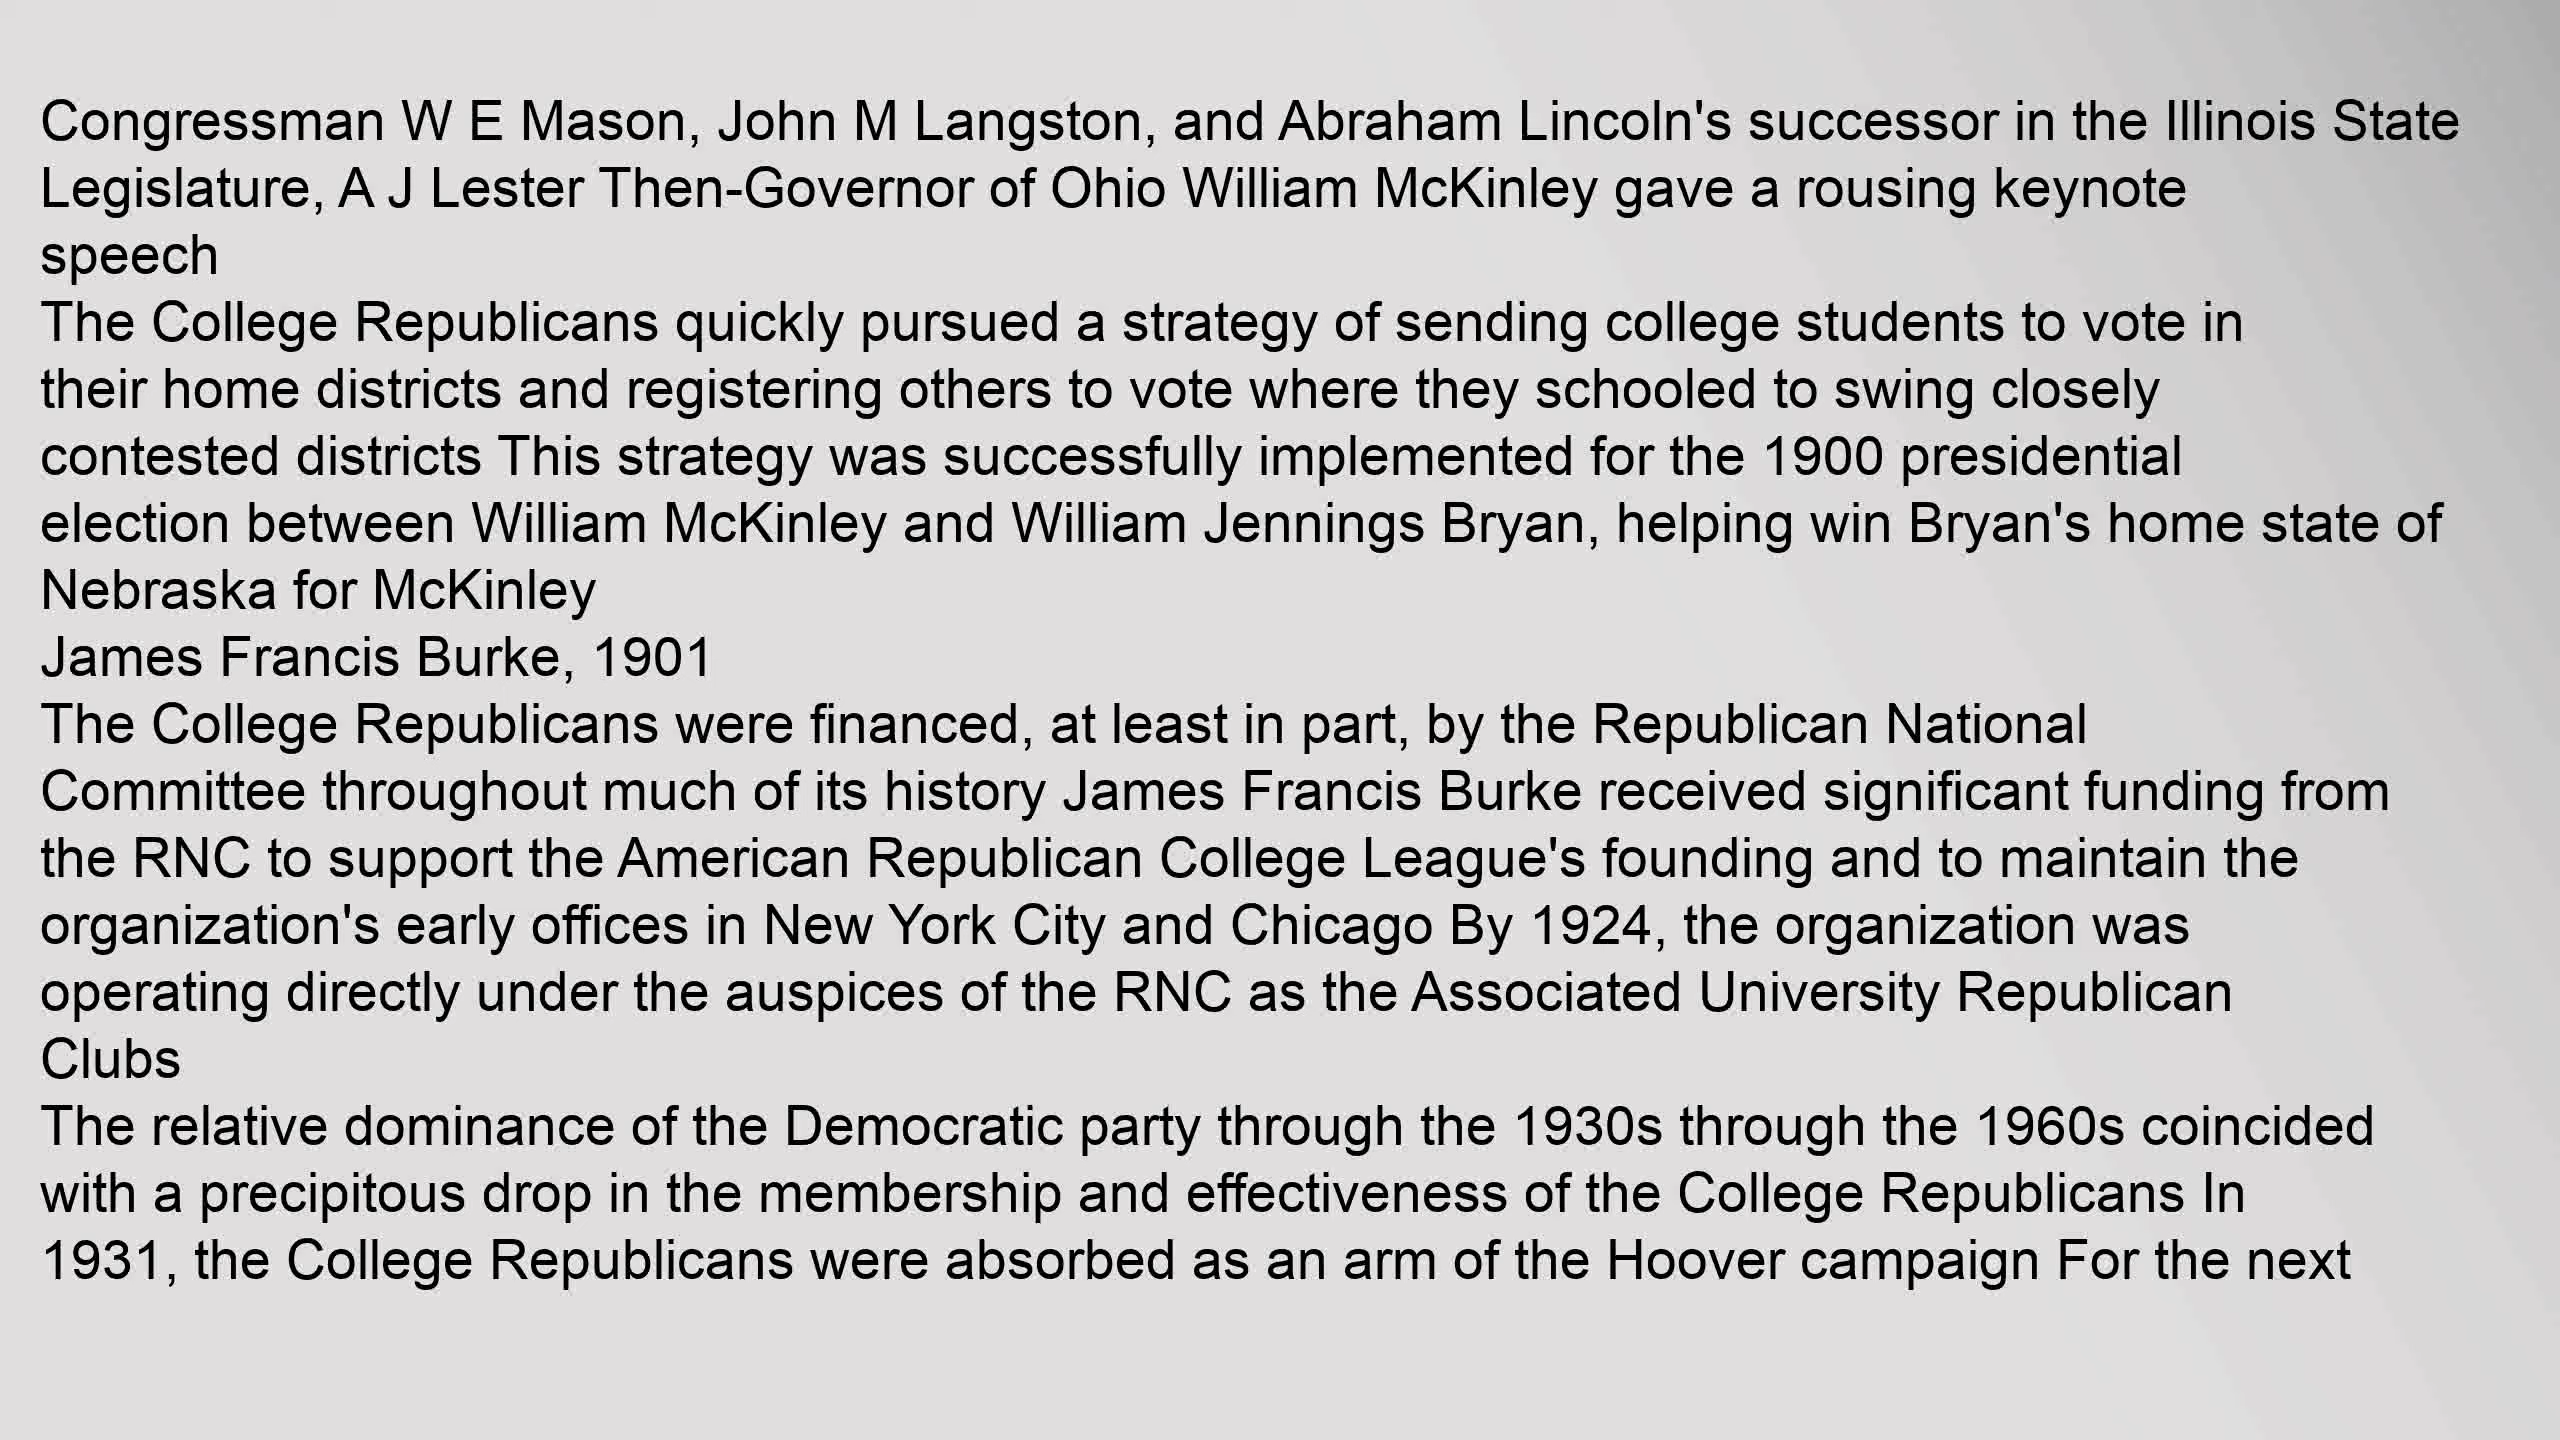 Congressman W E Mason, John M Langston, and Abraham Lincoln's successor in the Illinois State
Legislature, A J Lester Then-Governor of Ohio William McKinley gave a rousing keynote
speech
The College Republicans quickly pursued a strategy of sending college students to vote in
their home districts and registering others to vote where they schooled to swing closely
contested districts This strategy was successfully implemented for the 1900 presidential
election between William McKinley and William Jennings Bryan, helping win Bryan's home state of
Nebraska for McKinley
James Francis Burke, 1901
The College Republicans were financed, at least in part, by the Republican National
Committee throughout much of its history James Francis Burke received significant funding from
the RNC to support the American Republican College League's founding and to maintain the
organization's early offices in New York City and Chicago By 1924, the organization was
operating directly under the auspices of the RNC as the Associated University Republican
Clubs
The relative dominance of the Democratic party through the 1930s through the 1960s coincided
with a precipitous drop in the membership and effectiveness of the College Republicans In
1931, the College Republicans were absorbed as an arm of the Hoover campaign For the next